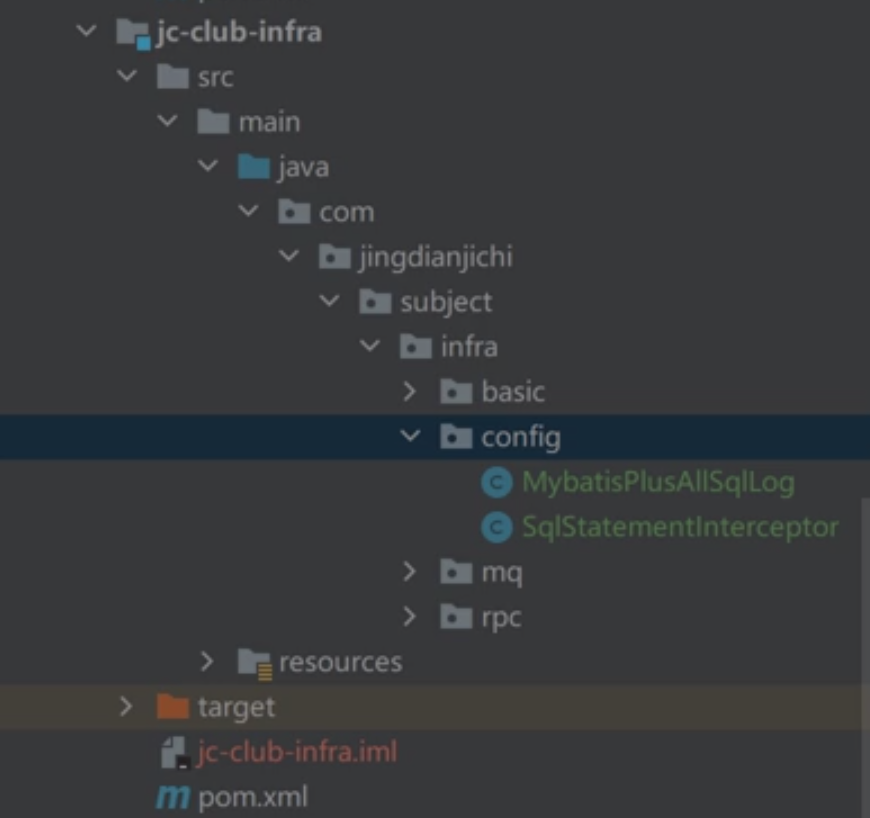 jc-club-infra
src
main
java
com
jingdianjichi
subject
infra
basic
config
MybatisPlusAllSqlLog
SqlStatementInterceptor
mq
rpc
resources
target
jc-club-infra.iml
pom.xml